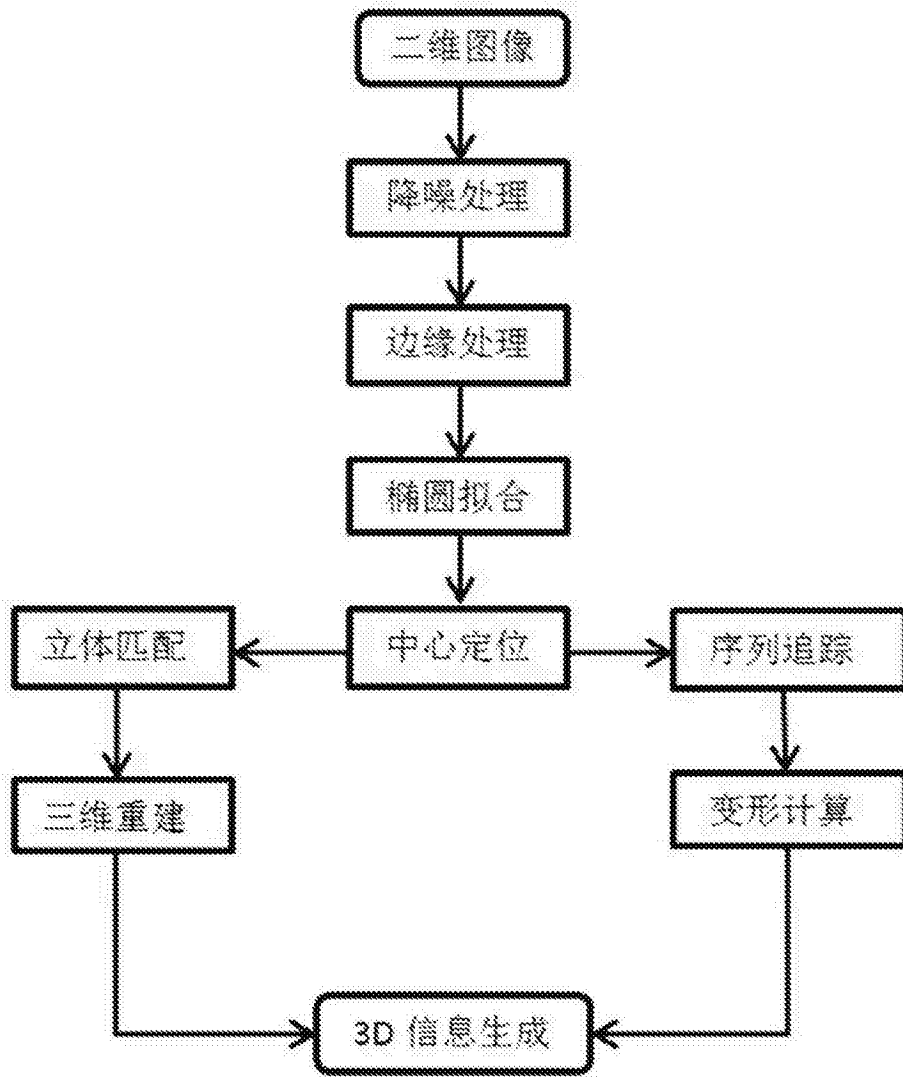 二维图像
降噪处理
边缘处理
椭圆拟合
立体匹配
中心定位
序列追踪
三维重建
变形计算
3D 信息生成